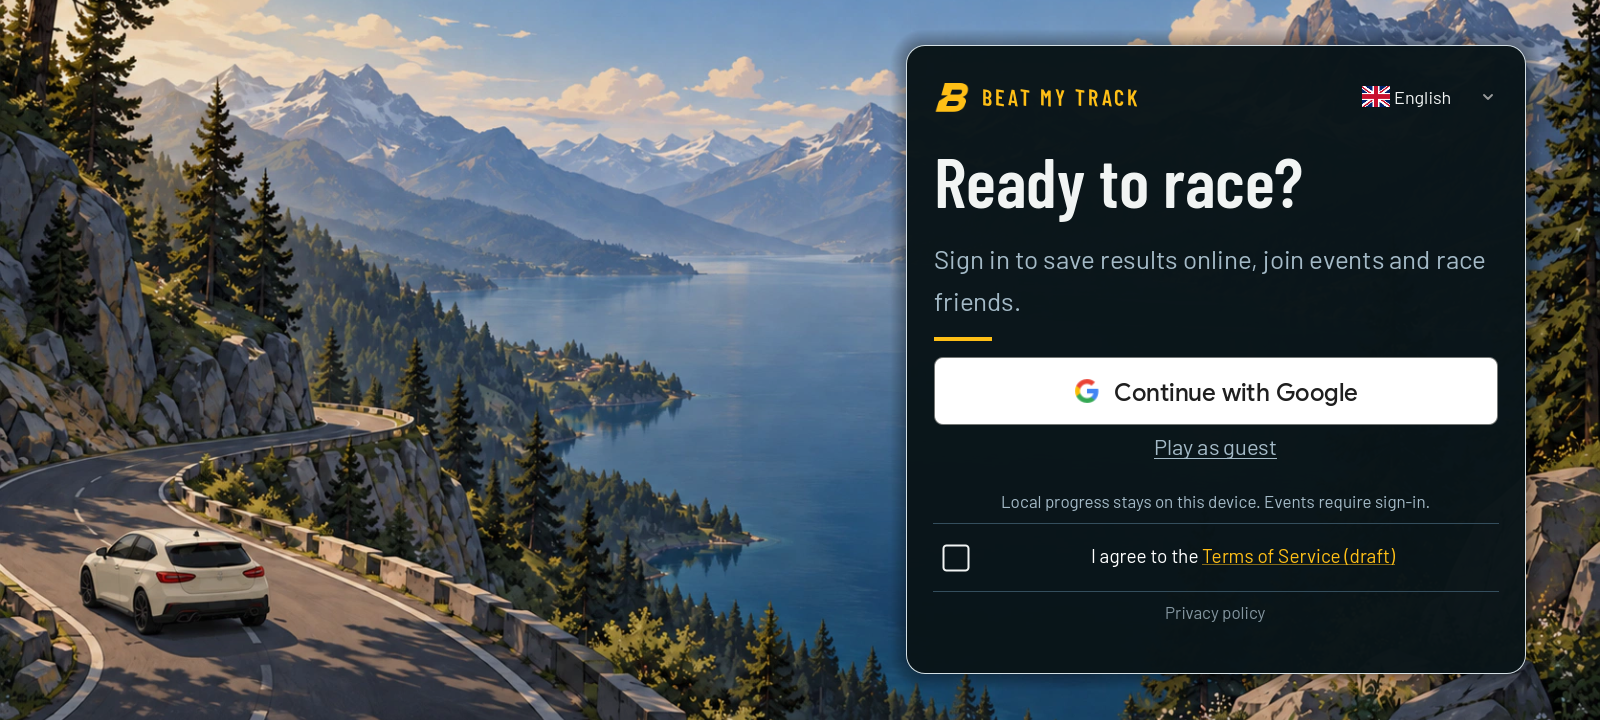 BEAT MY TRACK
English
Ready to race?
Sign in to save results online, join events and race
friends.
Continue with Google
Play as guest
Local progress stays on this device. Events require sign-in.
I agree to the Terms of Service (draft)
Privacy policy